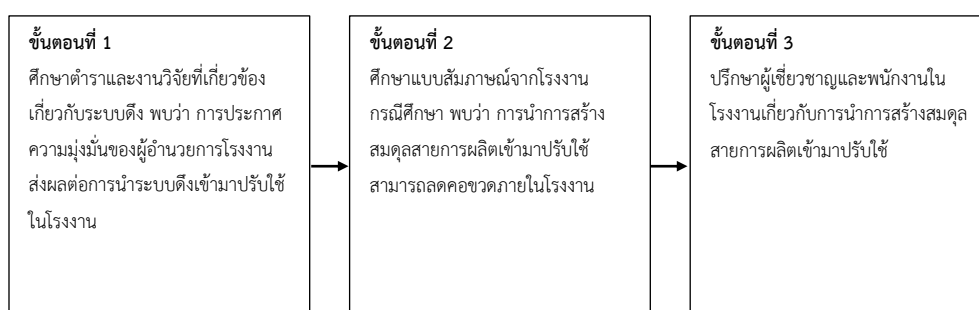 ขั้นตอนที่ 1
ศึกษาตำราและงานวิจัยที่เกี่ยวข้อง
เกี่ยวกับระบบดึง พบว่า การประกาศ
ความมุ่งมั่นของผู้อำนวยการโรงงาน
ส่งผลต่อการนำระบบดึงเข้ามาปรับใช้
ในโรงงาน
ขั้นตอนที่ 2
ศึกษาแบบสัมภาษณ์จากโรงงาน
กรณีศึกษา พบว่า การนำการสร้าง
สมดุลสายการผลิตเข้ามาปรับใช้
สามารถลดคอขวดภายในโรงงาน
ขั้นตอนที่ 3
ปรึกษาผู้เชี่ยวชาญและพนักงานใน
โรงงานเกี่ยวกับการนำการสร้างสมดุล
สายการผลิตเข้ามาปรับใช้